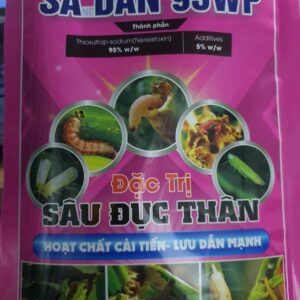 SA-DAN 95WP
Thành phần
Thiosultap-sodium(Nereistoxin)
95% w/w
Additives
5% w/w
Đặc Trị
SÂU ĐỤC THÂN
HOẠT CHẤT CẢI TIẾN- LƯU DẪN MẠNH